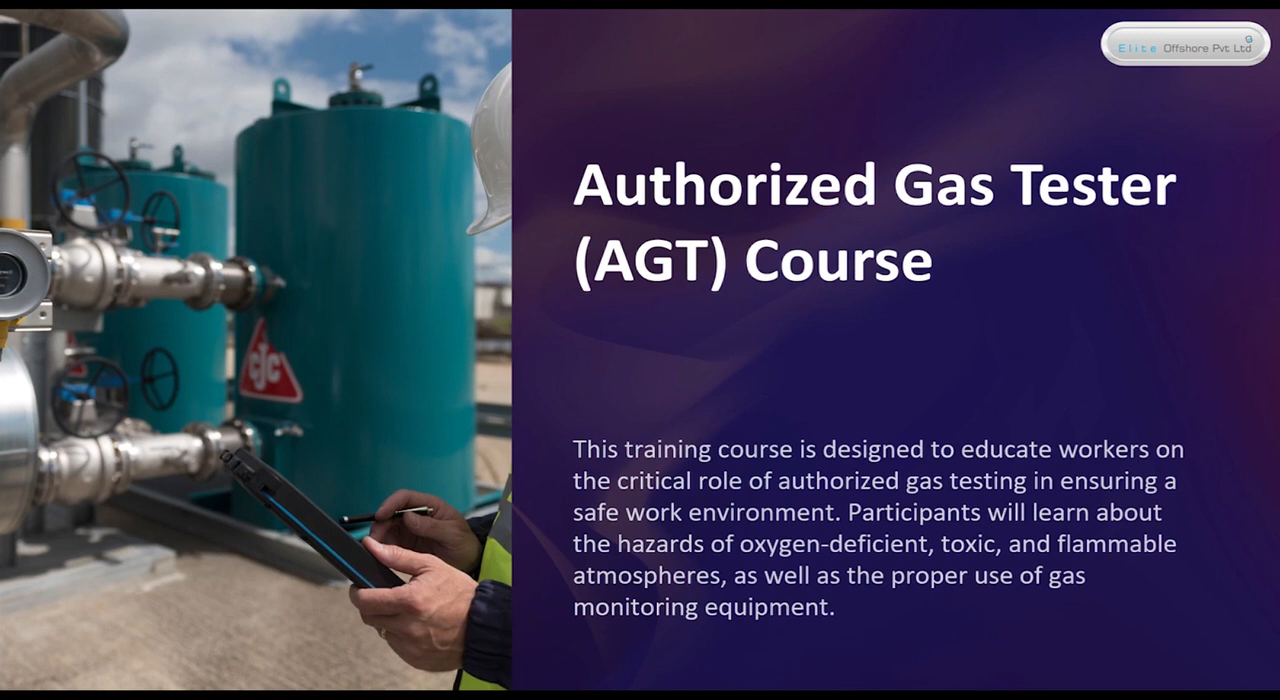 Elite Offshore Pvt Ltd
Authorized Gas Tester
(AGT) Course
CJC
This training course is designed to educate workers on
the critical role of authorized gas testing in ensuring a
safe work environment. Participants will learn about
the hazards of oxygen-deficient, toxic, and flammable
atmospheres, as well as the proper use of gas
monitoring equipment.